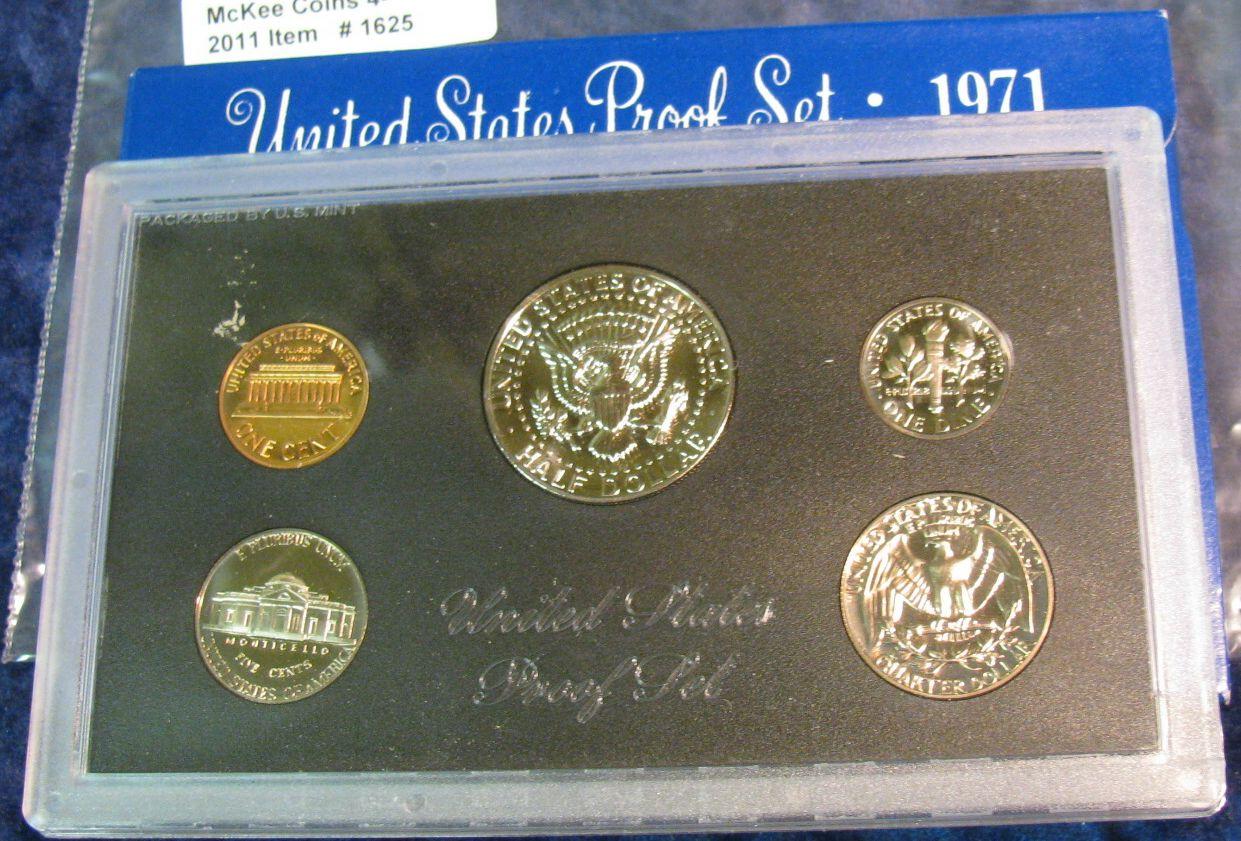 McKee Coins
2011 Item # 1625
United States Proof Set • 1971
PACKAGED BY U.S. MINT
UNITED STATES OF AMERICA
E·PLURIBUS
·UNUM·
ONE CENT
UNITED STATES OF AMERICA
HALF DOLLAR
UNITED STATES OF AMERICA
ONE DIME
E PLURIBUS UNUM
MONTICELLO
FIVE CENTS
UNITED STATES OF AMERICA
UNITED STATES OF AMERICA
QUARTER DOLLAR
United States
Proof Set